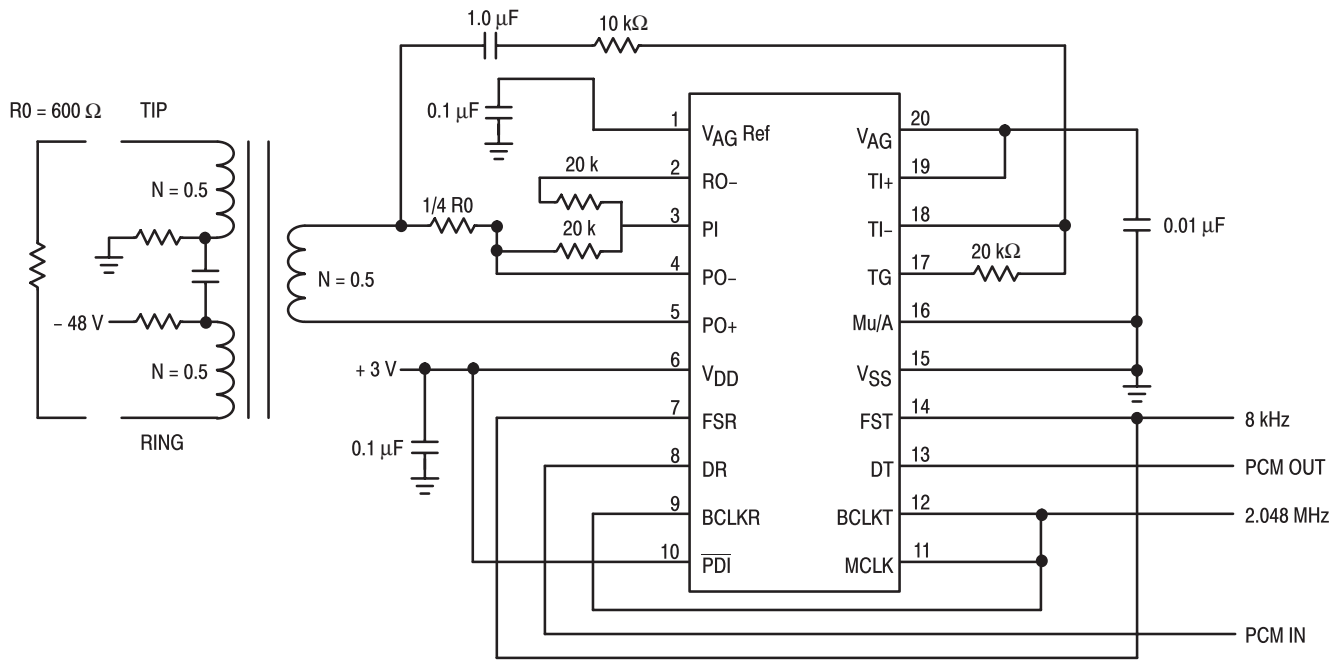 1.0 μF
10 kΩ
R0 = 600 Ω
TIP
0.1 μF
N = 0.5
– 48 V
N = 0.5
RING
1/4 R0
N = 0.5
20 k
20 k
+ 3 V
0.1 μF
1
2
3
4
5
6
7
8
9
10
VAG Ref
RO–
PI
PO–
PO+
VDD
FSR
DR
BCLKR
PDI
VAG
TI+
TI–
TG
Mu/A
VSS
FST
DT
BCLKT
MCLK
20
19
18
17
16
15
14
13
12
11
20 kΩ
0.01 μF
8 kHz
PCM OUT
2.048 MHz
PCM IN